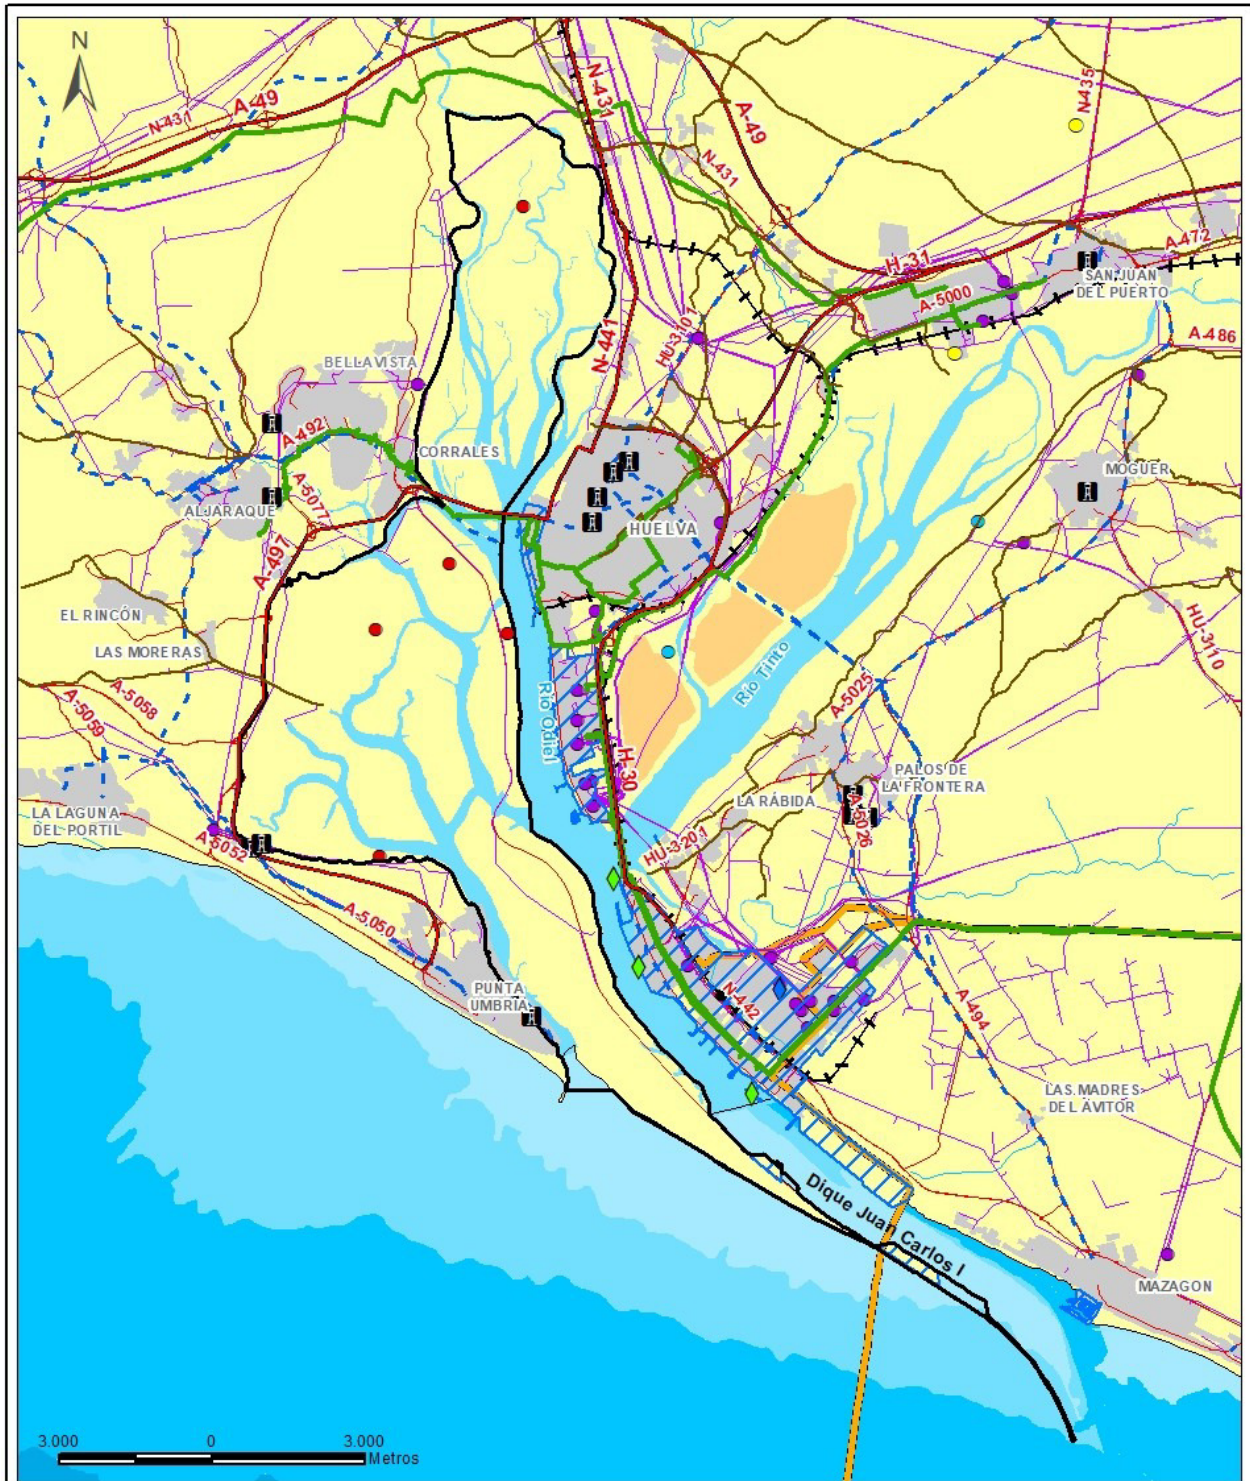 N
A-49
N-431
N-431
A-49
N-435
N-431
H-31
A-472
SAN JUAN
DEL PUERTO
A-5000
A-486
N-441
HU-3101
BELLAVISTA
A-492
CORRALES
MOGUER
ALJARAQUE
A-5077
HUELVA
A-497
EL RINCÓN
LAS MORERAS
HU-3110
A-5058
A-5059
Río Odiel
Río Tinto
A-5025
H-30
PALOS DE
LA FRONTERA
LA RÁBIDA
A-5026
LA LAGUNA
DEL PORTIL
A-5052
HU-3201
A-5050
PUNTA
UMBRÍA
N-442
A-494
LAS MADRES
DEL AVITOR
Dique Juan Carlos I
MAZAGON
3.000 0 3.000
Metros